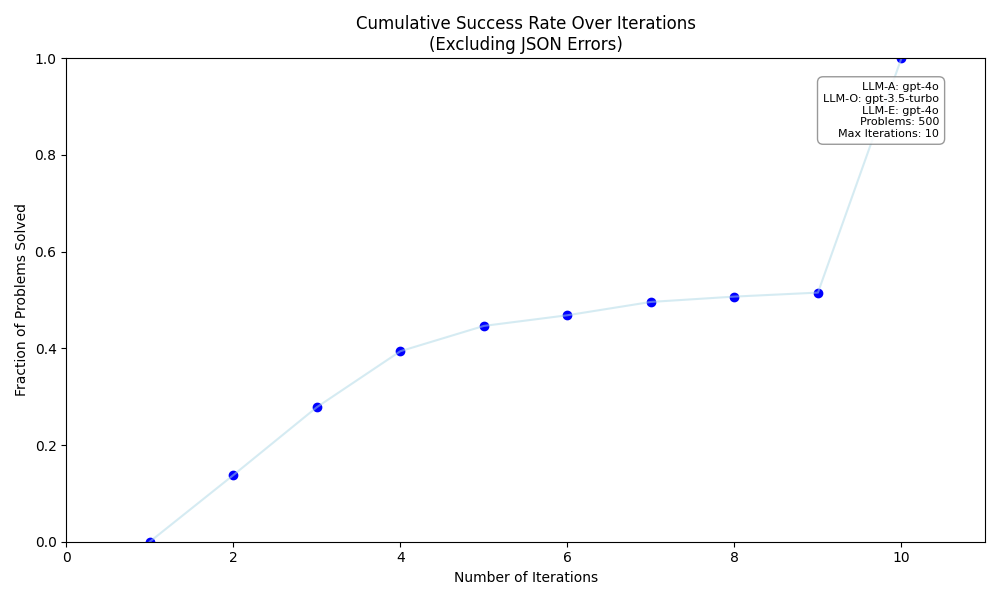 Cumulative Success Rate Over Iterations
(Excluding JSON Errors)
1.0
0.8
0.6
0.4
0.2
0.0
Fraction of Problems Solved
LLM-A: gpt-4o
LLM-O: gpt-3.5-turbo
LLM-E: gpt-4o
Problems: 500
Max Iterations: 10
0 2 4 6 8 10
Number of Iterations